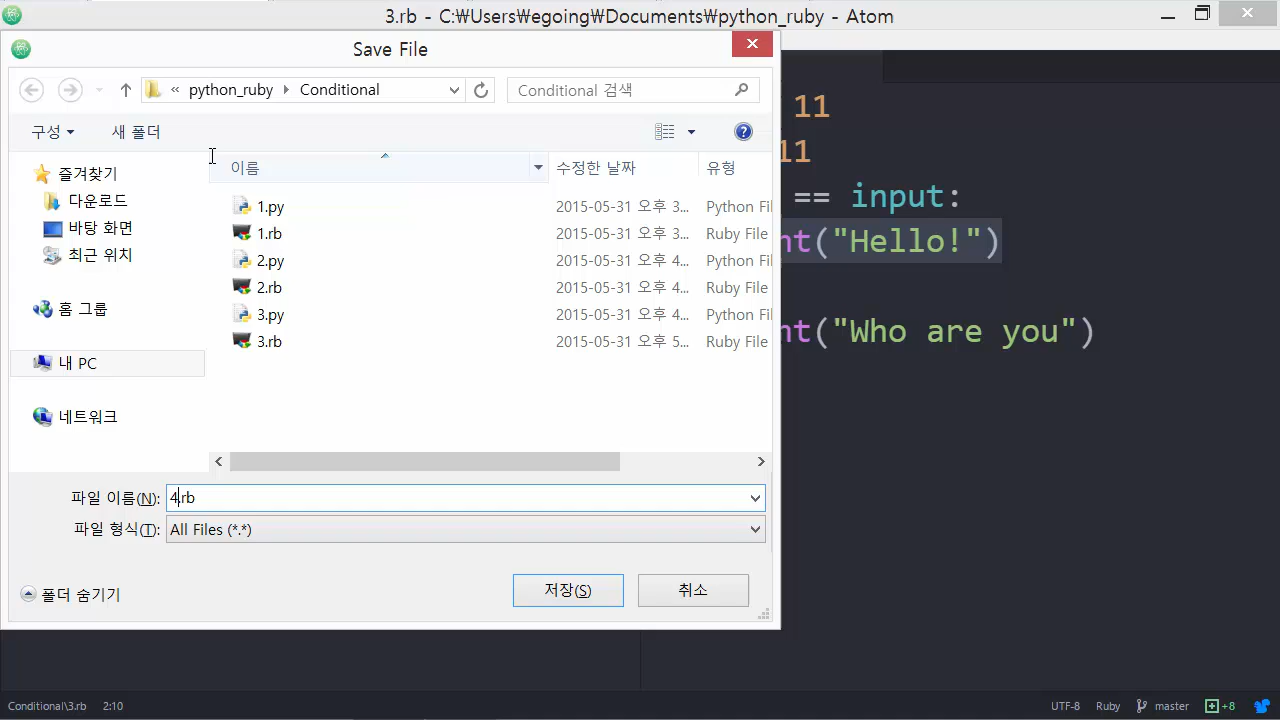 3.rb - C:₩Users₩egoing₩Documents₩python_ruby - Atom
Save File
« python_ruby Conditional
Conditional 검색
구성
새 폴더
이름 수정한 날짜 유형
즐겨찾기
다운로드
바탕 화면
최근 위치
홈 그룹
내 PC
네트워크
1.py 2015-05-31 오후 3... Python Fil
1.rb 2015-05-31 오후 3... Ruby File
2.py 2015-05-31 오후 4... Python Fil
2.rb 2015-05-31 오후 4... Ruby File
3.py 2015-05-31 오후 4... Python Fil
3.rb 2015-05-31 오후 5... Ruby File
파일 이름(N): 4.rb
파일 형식(T): All Files (*.*)
폴더 숨기기
저장(S)
취소
11
11
== input:
nt("Hello!")
nt("Who are you")
Conditional\3.rb 2:10
UTF-8 Ruby master +8